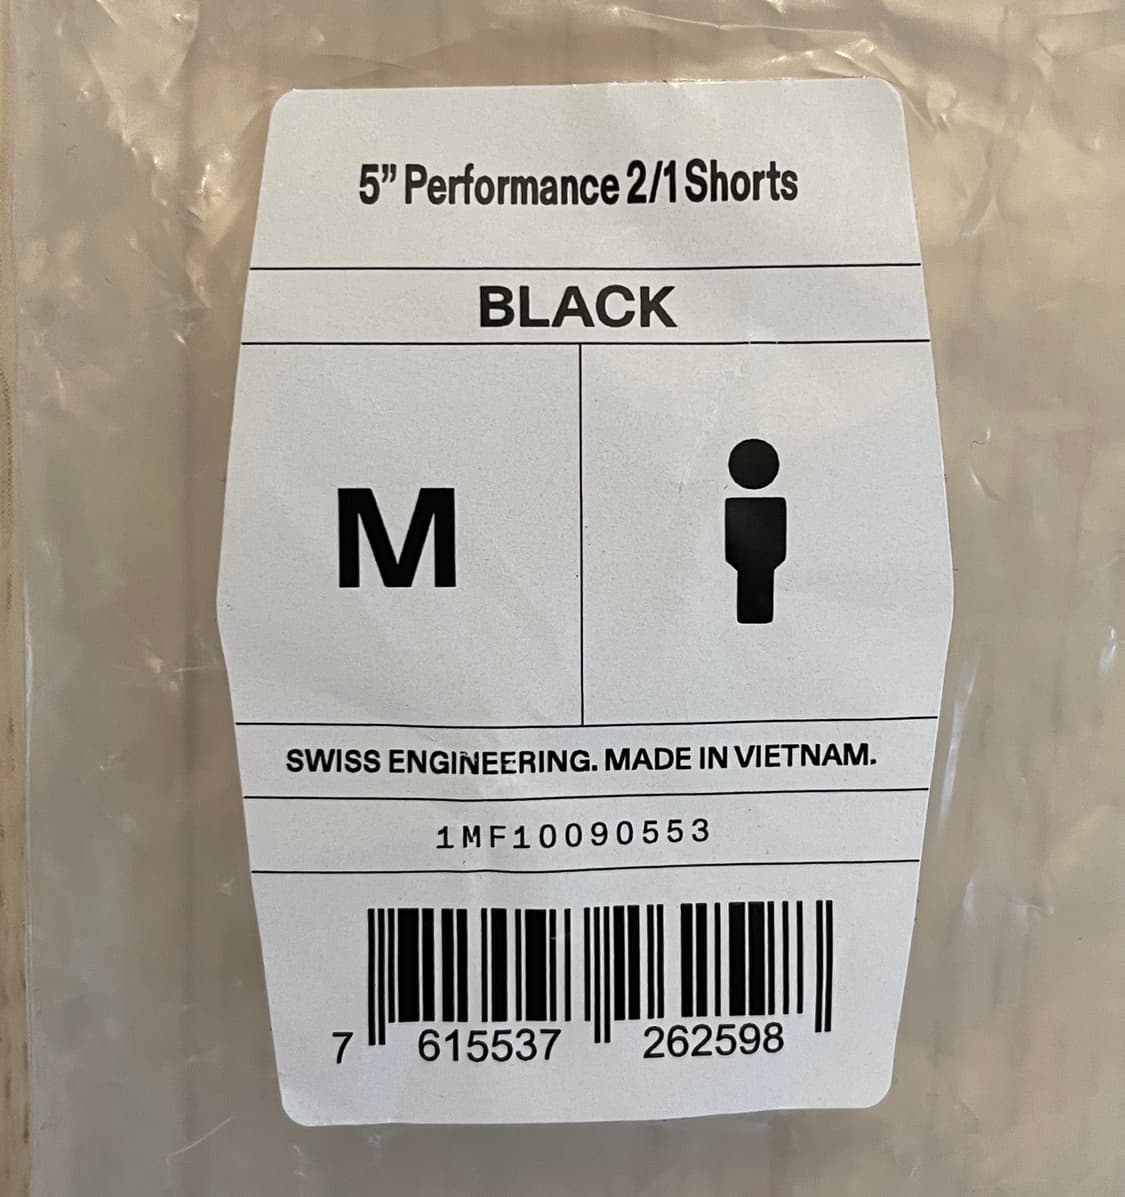 5” Performance 2/1 Shorts
BLACK
M
SWISS ENGINEERING. MADE IN VIETNAM.
1MF10090553
7 615537 262598